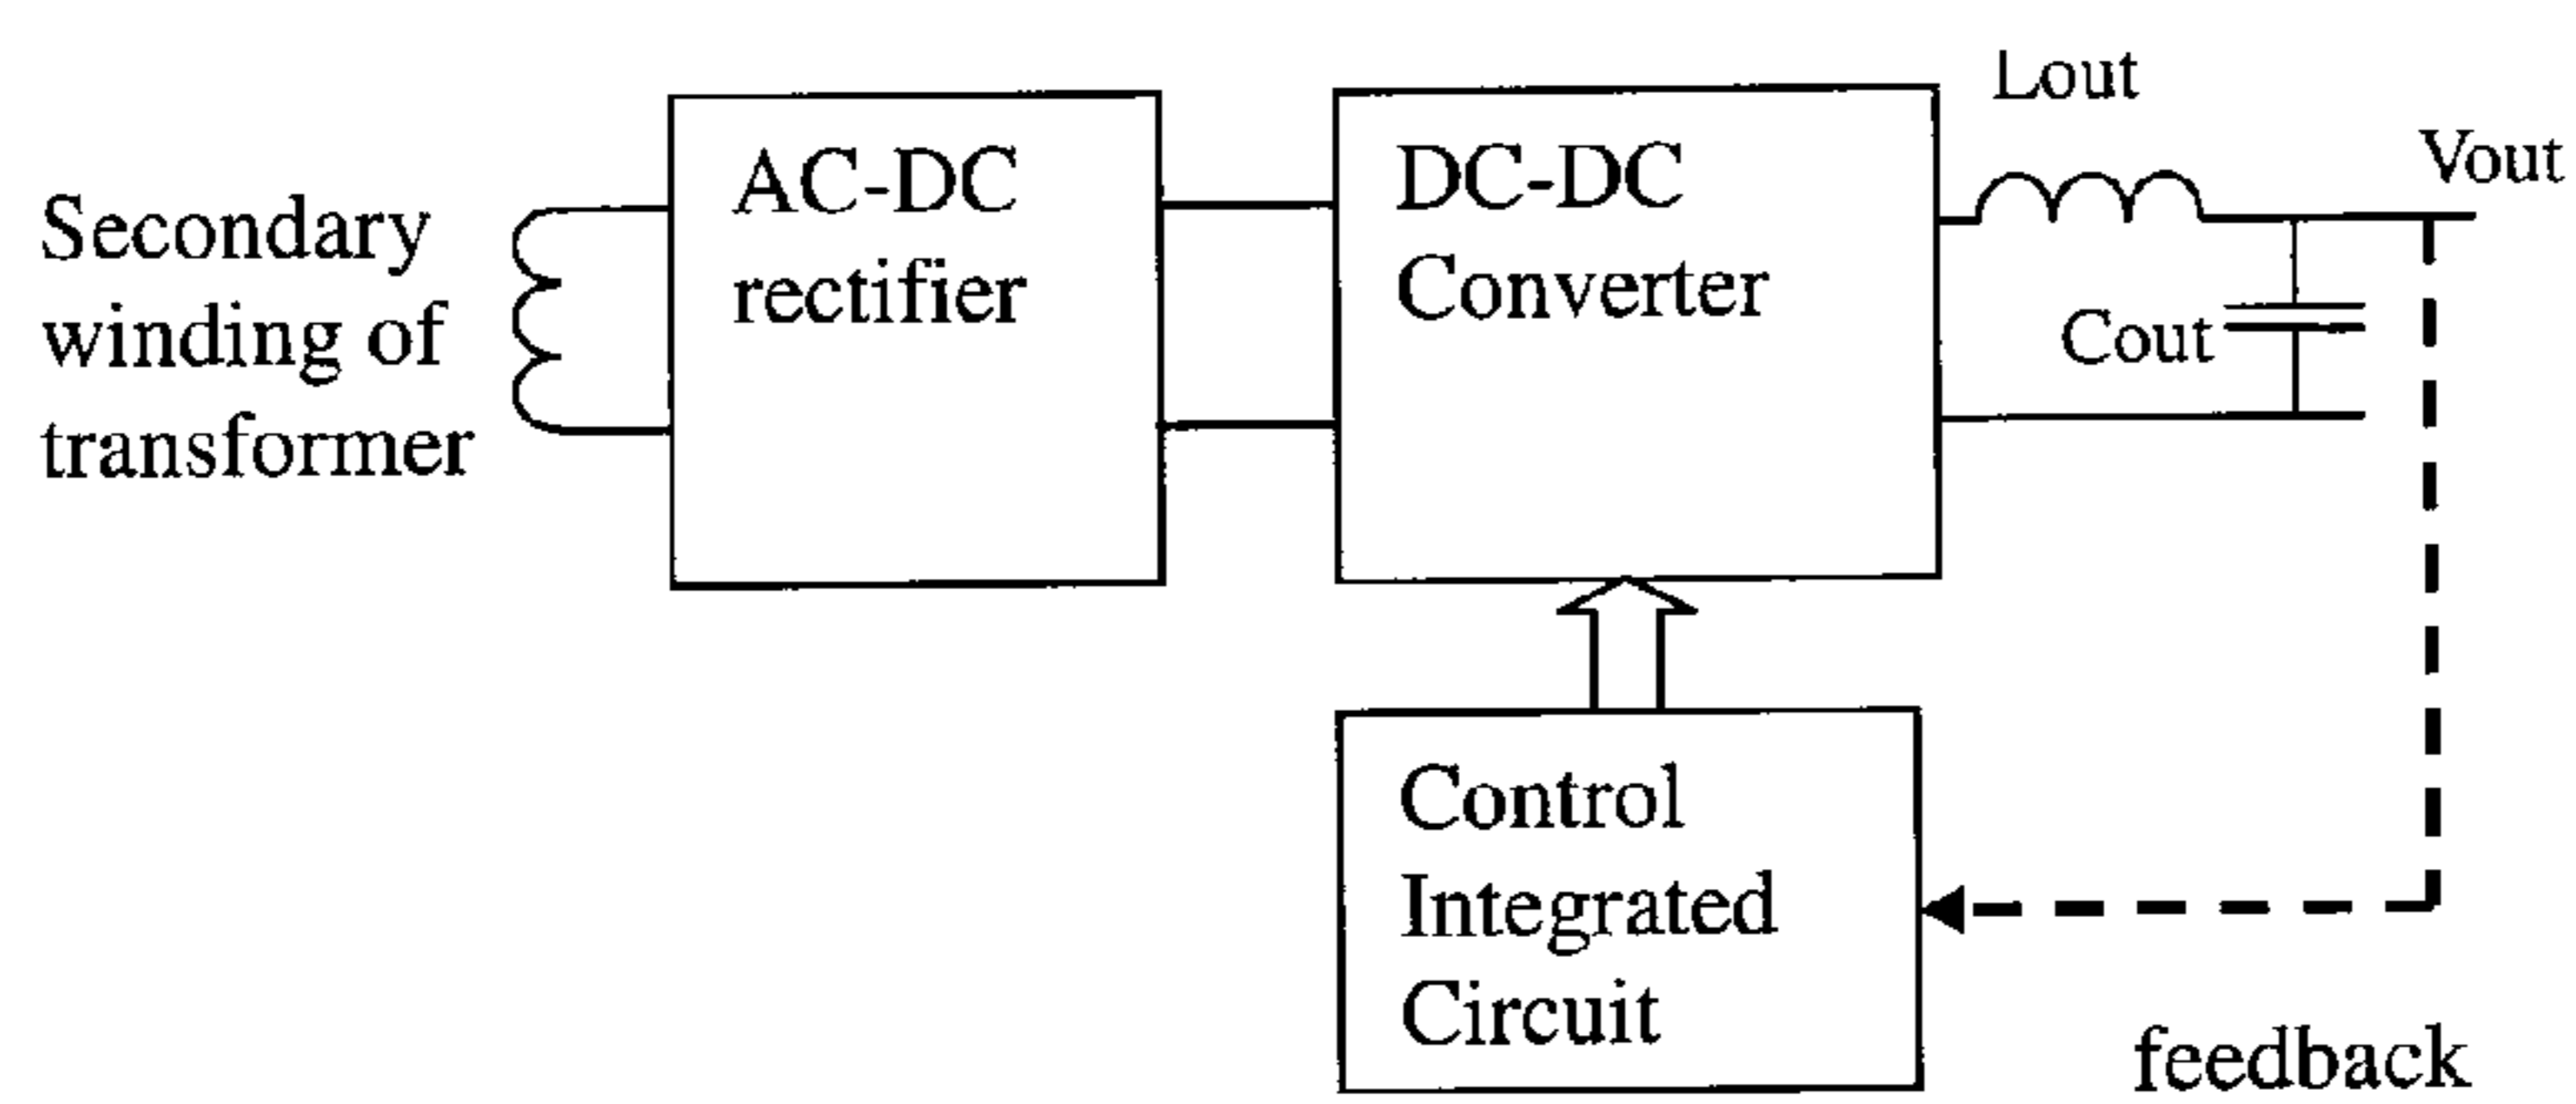 Secondary
winding of
transformer
AC-DC
rectifier
DC-DC
Converter
Lout
Vout
Cout
Control
Integrated
Circuit
feedback